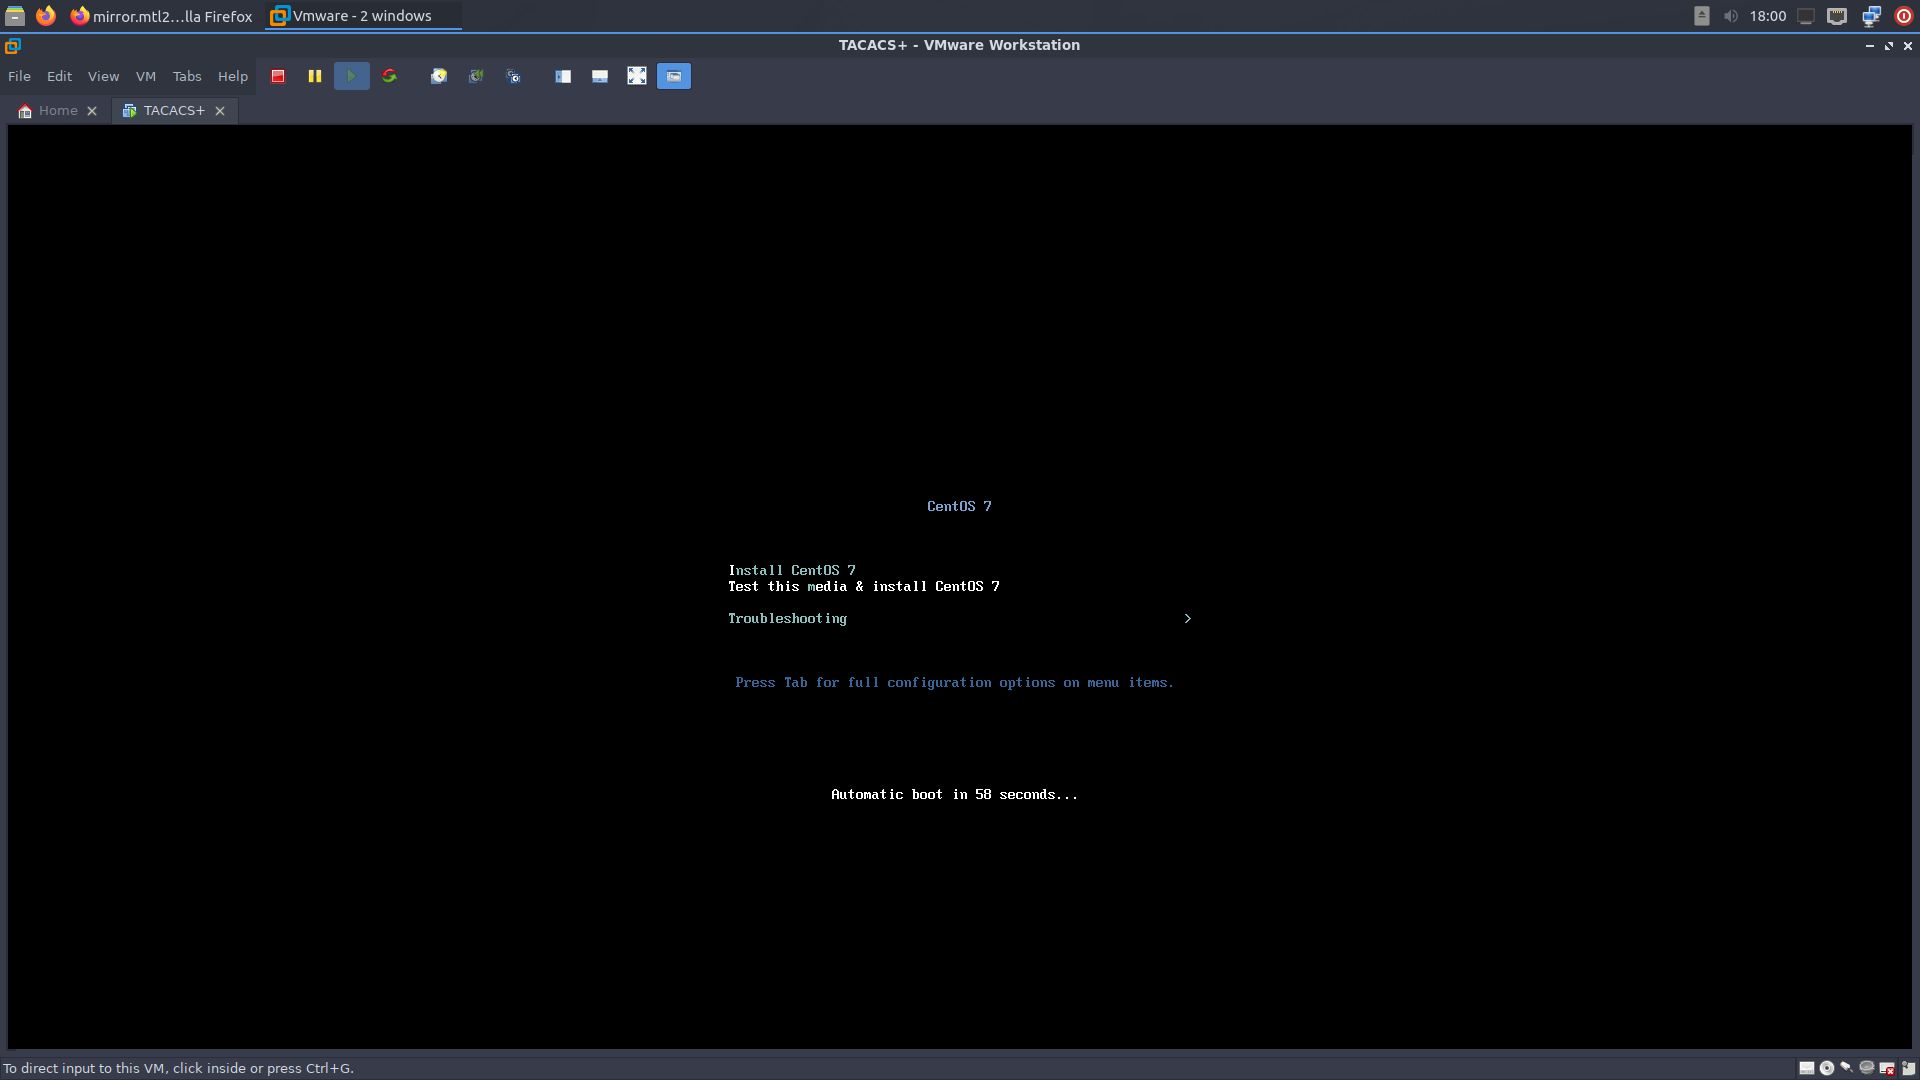 mirror.mtl2...lla Firefox
Vmware - 2 windows
18:00
TACACS+ - VMware Workstation
File Edit View VM Tabs Help
Home
TACACS+
CentOS 7
Install CentOS 7
Test this media & install CentOS 7
Troubleshooting >
Press Tab for full configuration options on menu items.
Automatic boot in 58 seconds...
To direct input to this VM, click inside or press Ctrl+G.